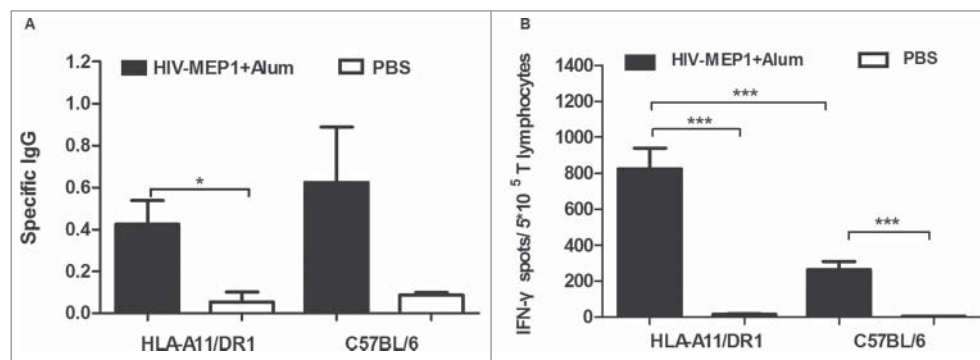 A
HIV-MEP1+Alum
PBS
Specific IgG
1.2
1.0
0.8
0.6
0.4
0.2
0.0
*
HLA-A11/DR1
C57BL/6
B
HIV-MEP1+Alum
PBS
IFN-γ spots/ 5*10 ⁵ T lymphocytes
1400
1200
1000
800
600
400
200
0
***
***
***
HLA-A11/DR1
C57BL/6